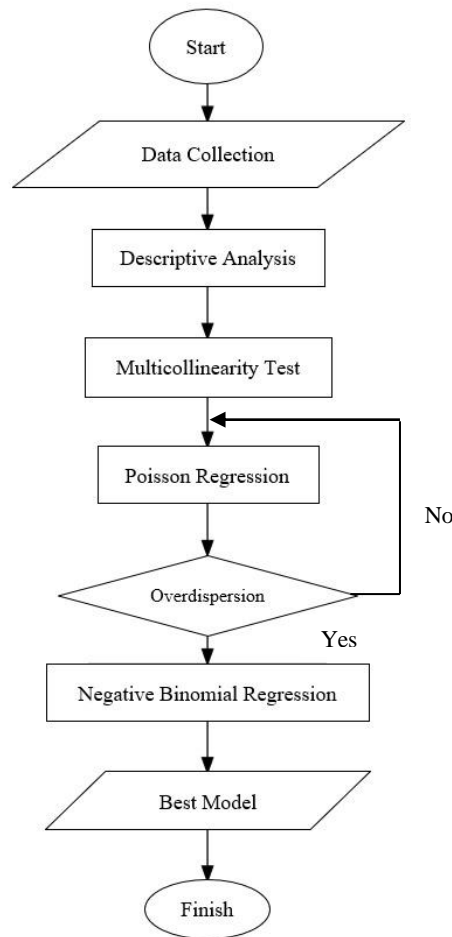 Start
Data Collection
Descriptive Analysis
Multicollinearity Test
Poisson Regression
No
Overdispersion
Yes
Negative Binomial Regression
Best Model
Finish